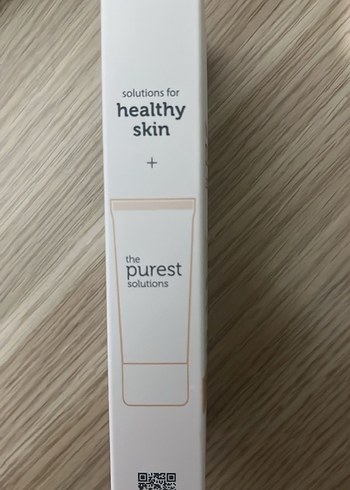 solutions for
healthy
skin
+
the
purest
solutions